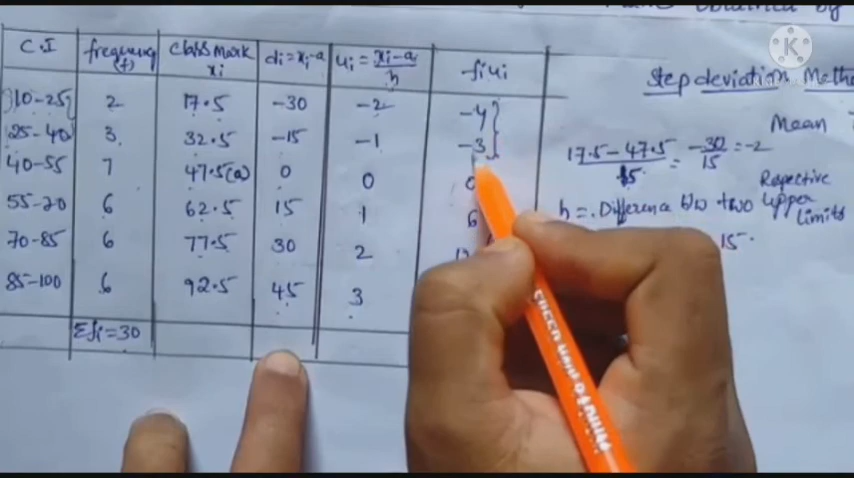 obtained by
KINEMASTER
C.I frequency (f) class mark xi di=xi-a ui = xi-a/h fiui
Step deviation
10-25 2 17.5 -30 -2 -4
Mean
25-40 3 32.5 -15 -1 -3
17.5-47.5/15 = -30/15 = -2
40-55 7 47.5(a) 0 0 0
h = Difference b/w two upper limits
55-70 6 62.5 15 1 6
15.
70-85 6 77.5 30 2
85-100 6 92.5 45 3
Σfi=30